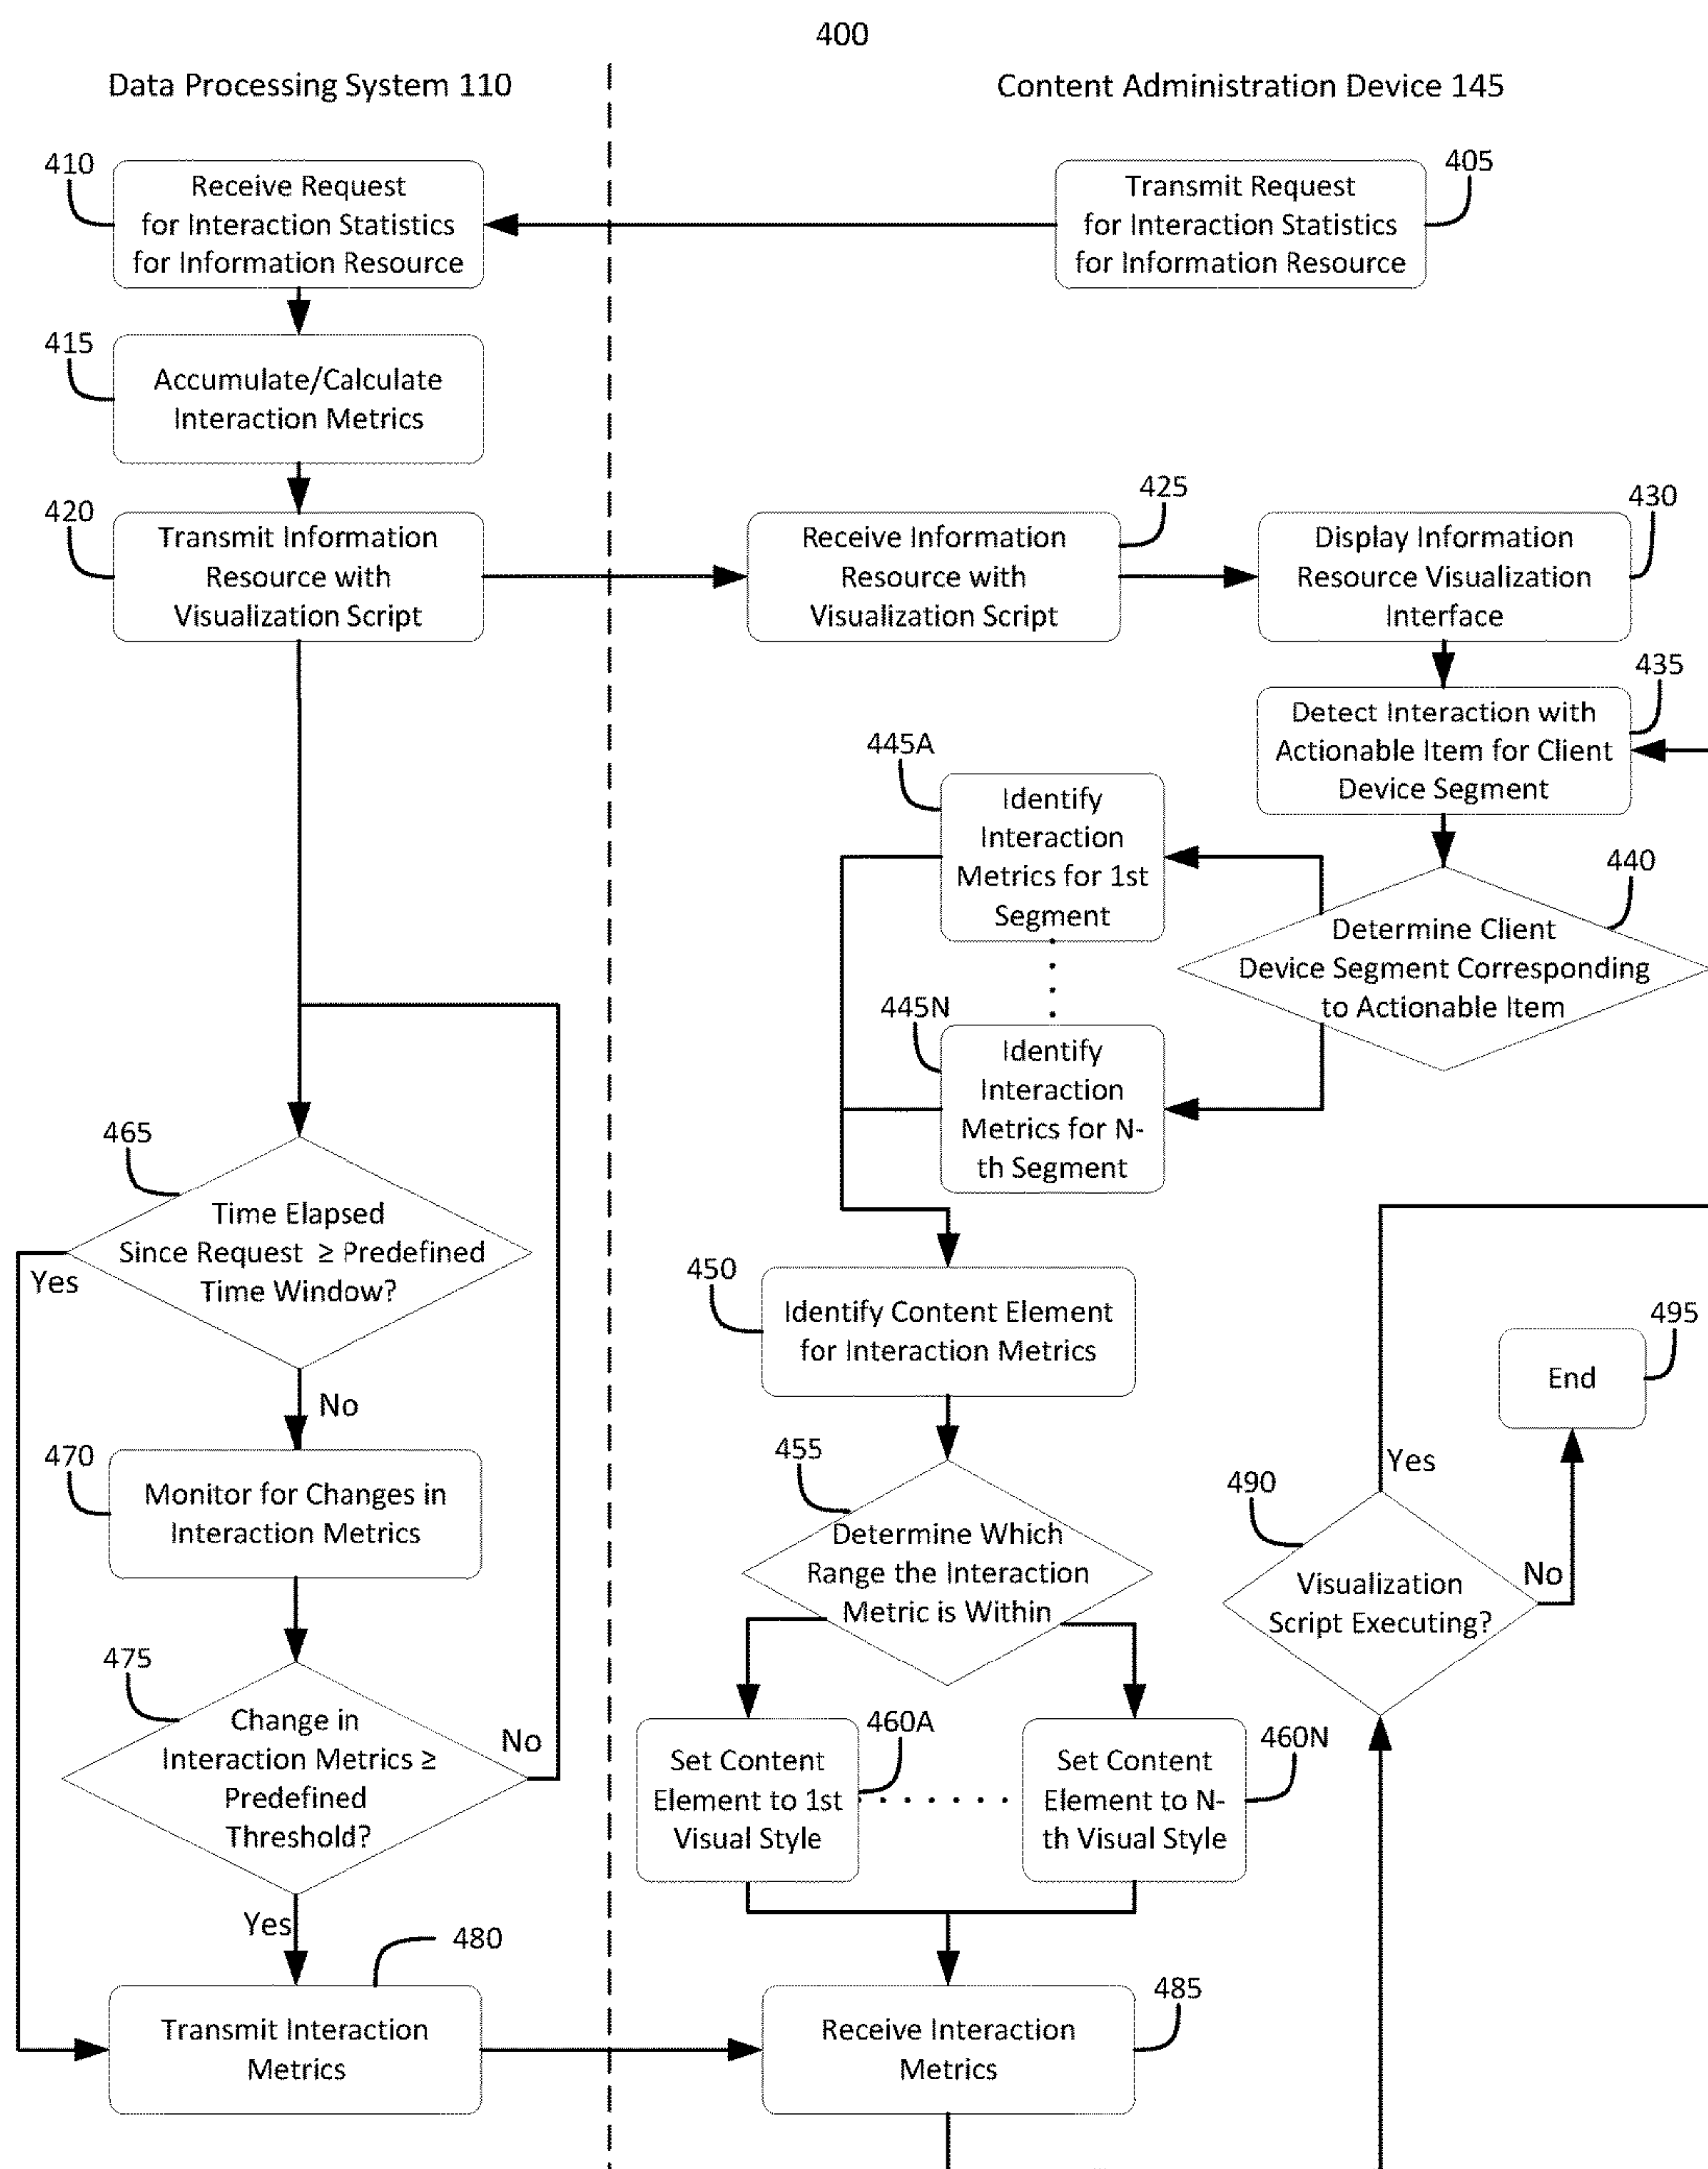 400
Data Processing System 110
Content Administration Device 145
410
Receive Request
for Interaction Statistics
for Information Resource
405
Transmit Request
for Interaction Statistics
for Information Resource
415
Accumulate/Calculate
Interaction Metrics
420
Transmit Information
Resource with
Visualization Script
425
Receive Information
Resource with
Visualization Script
430
Display Information
Resource Visualization
Interface
435
Detect Interaction with
Actionable Item for Client
Device Segment
440
Determine Client
Device Segment Corresponding
to Actionable Item
445A
Identify
Interaction
Metrics for 1st
Segment
445N
Identify
Interaction
Metrics for N-
th Segment
450
Identify Content Element
for Interaction Metrics
455
Determine Which
Range the Interaction
Metric is Within
460A
Set Content
Element to 1st
Visual Style
460N
Set Content
Element to N-
th Visual Style
465
Time Elapsed
Since Request ≥ Predefined
Time Window?
Yes
No
470
Monitor for Changes in
Interaction Metrics
475
Change in
Interaction Metrics ≥
Predefined
Threshold?
No
Yes
480
Transmit Interaction
Metrics
485
Receive Interaction
Metrics
490
Visualization
Script Executing?
Yes
No
495
End